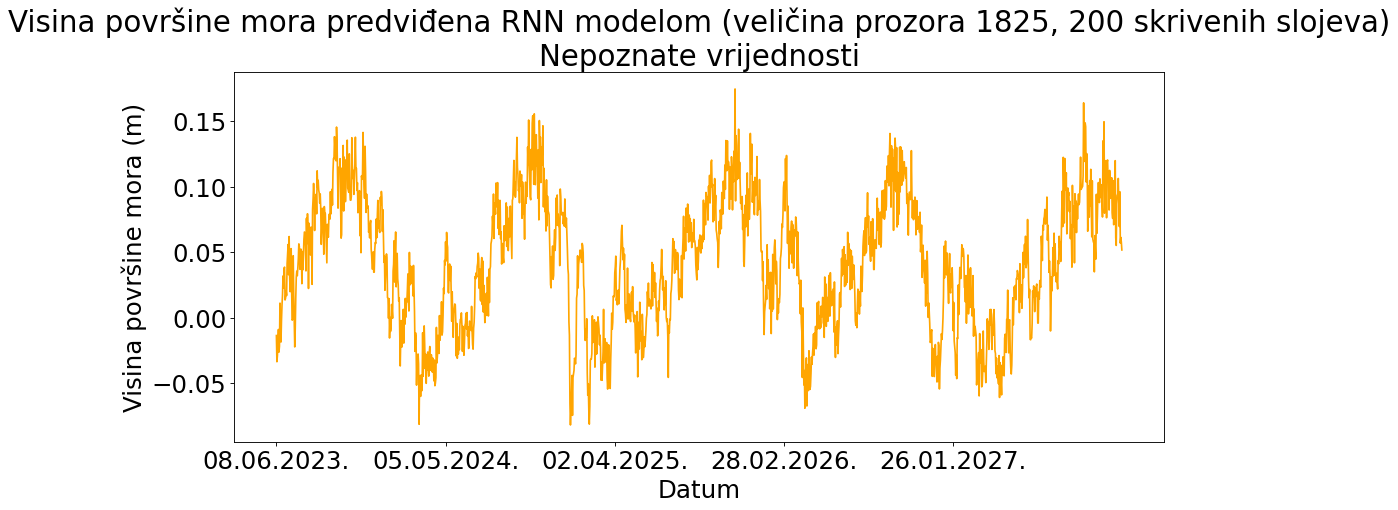 Visina površine mora predviđena RNN modelom (veličina prozora 1825, 200 skrivenih slojeva)
Nepoznate vrijednosti
Visina površine mora (m)
0.15
0.10
0.05
0.00
−0.05
08.06.2023. 05.05.2024. 02.04.2025. 28.02.2026. 26.01.2027.
Datum